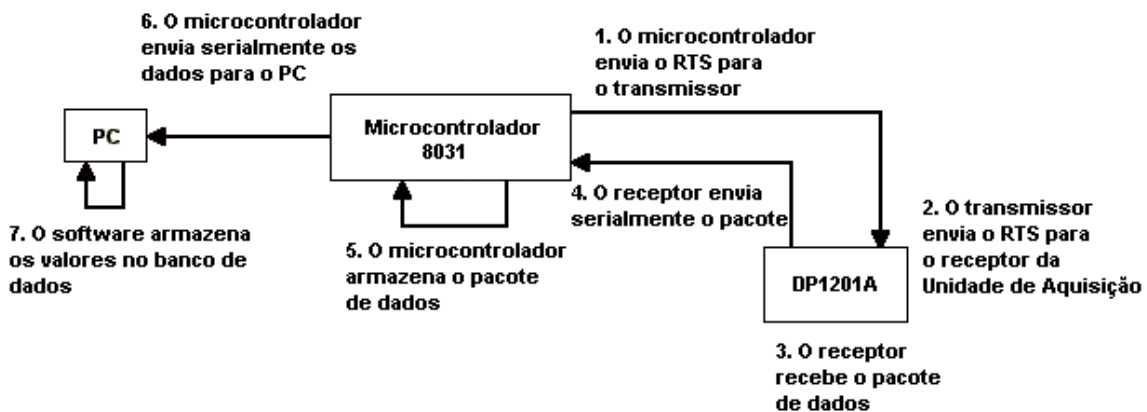 6. O microcontrolador
envia serialmente os
dados para o PC
1. O microcontrolador
envia o RTS para
o transmissor
PC
Microcontrolador
8031
4. O receptor envia
serialmente o pacote
2. O transmissor
envia o RTS para
o receptor da
Unidade de Aquisição
7. O software armazena
os valores no banco de
dados
5. O microcontrolador
armazena o pacote
de dados
DP1201A
3. O receptor
recebe o pacote
de dados